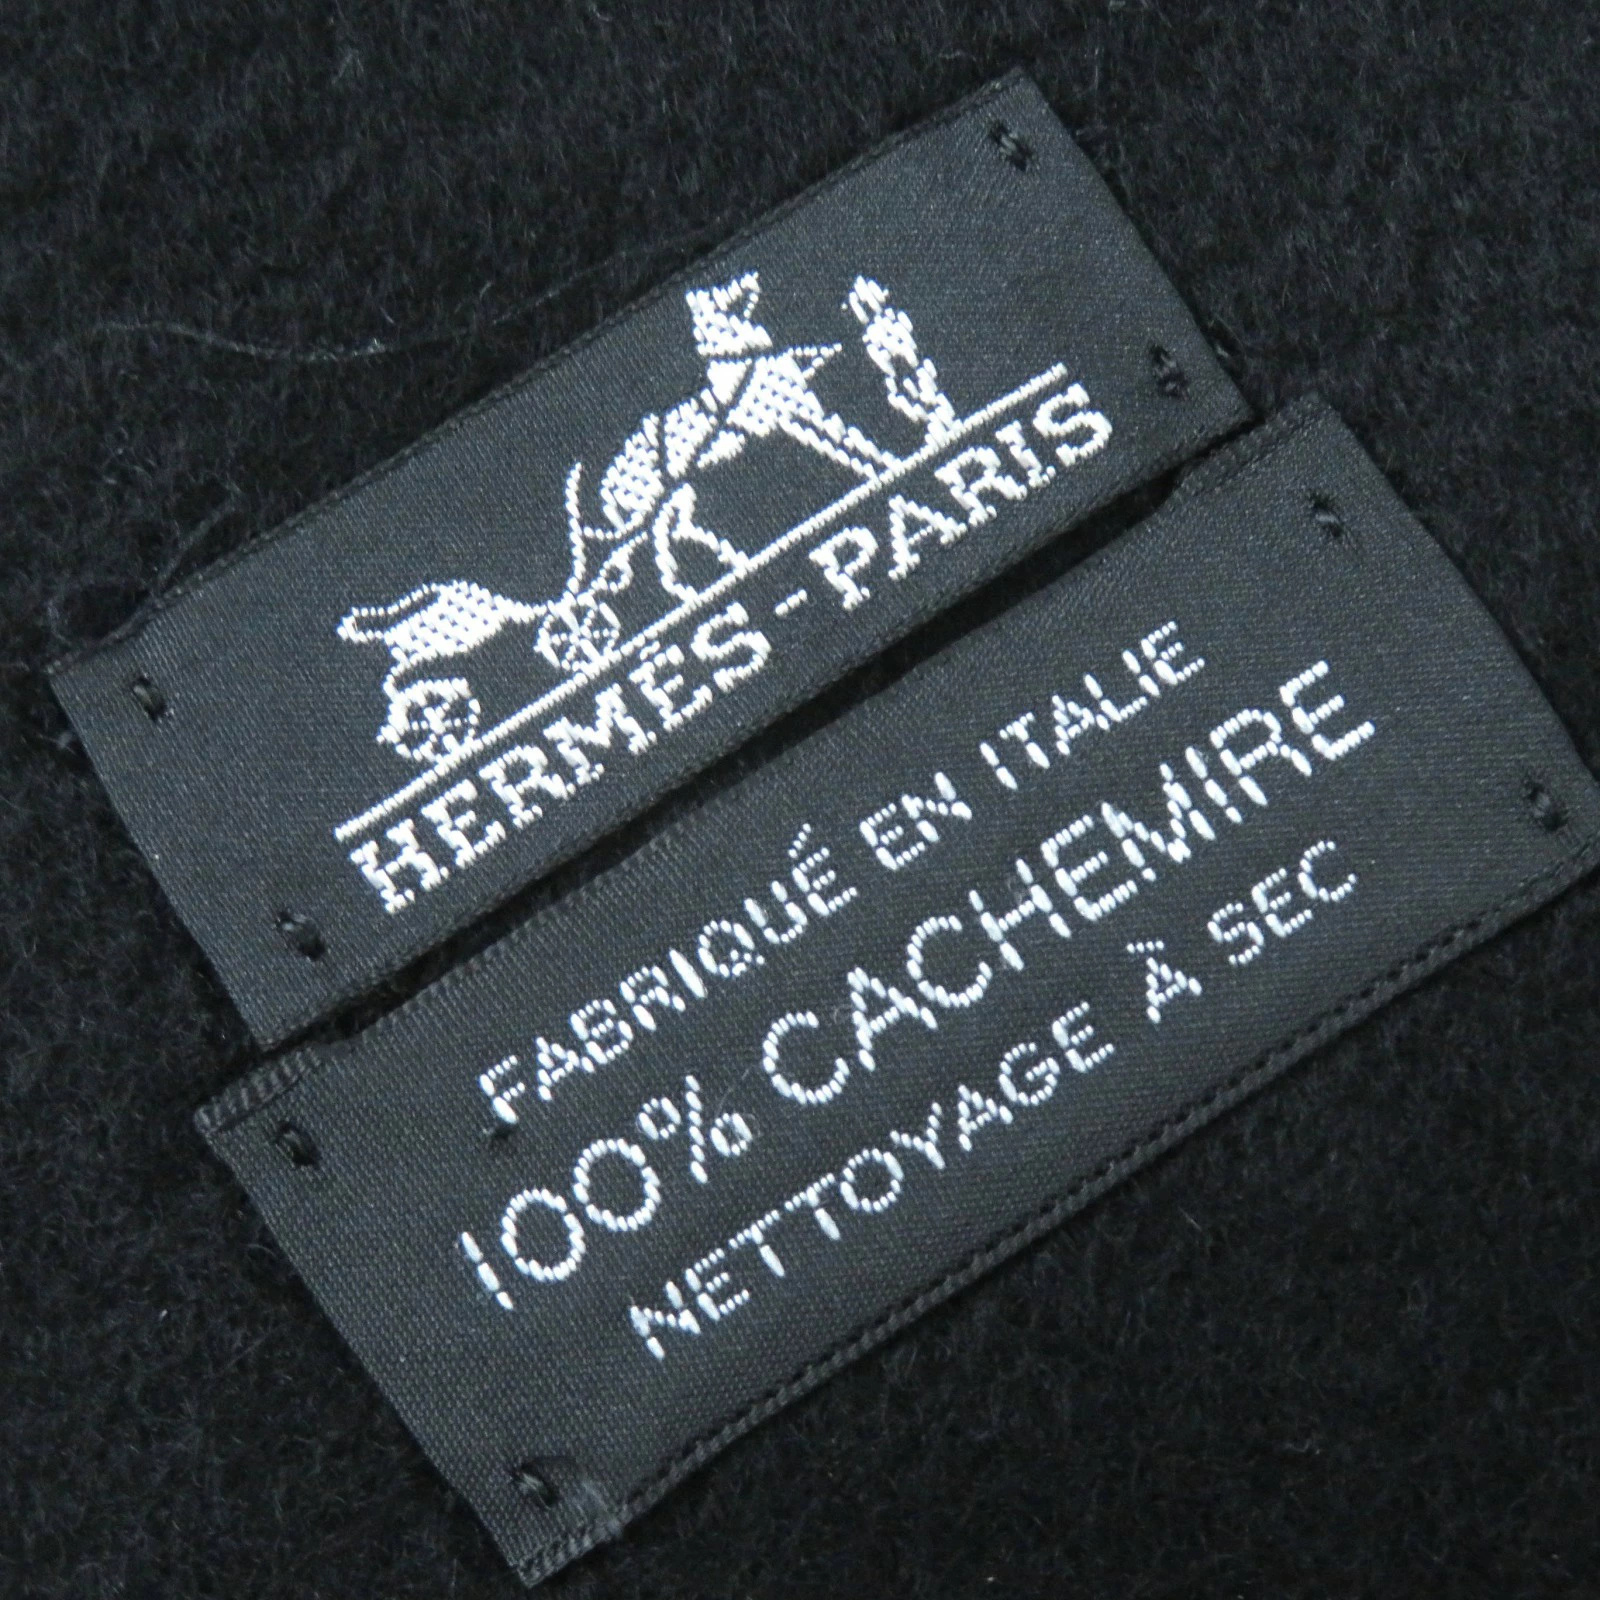 HERMÈS-PARIS
FABRIQUÉ EN ITALIE
100% CACHEMIRE
NETTOYAGE À SEC